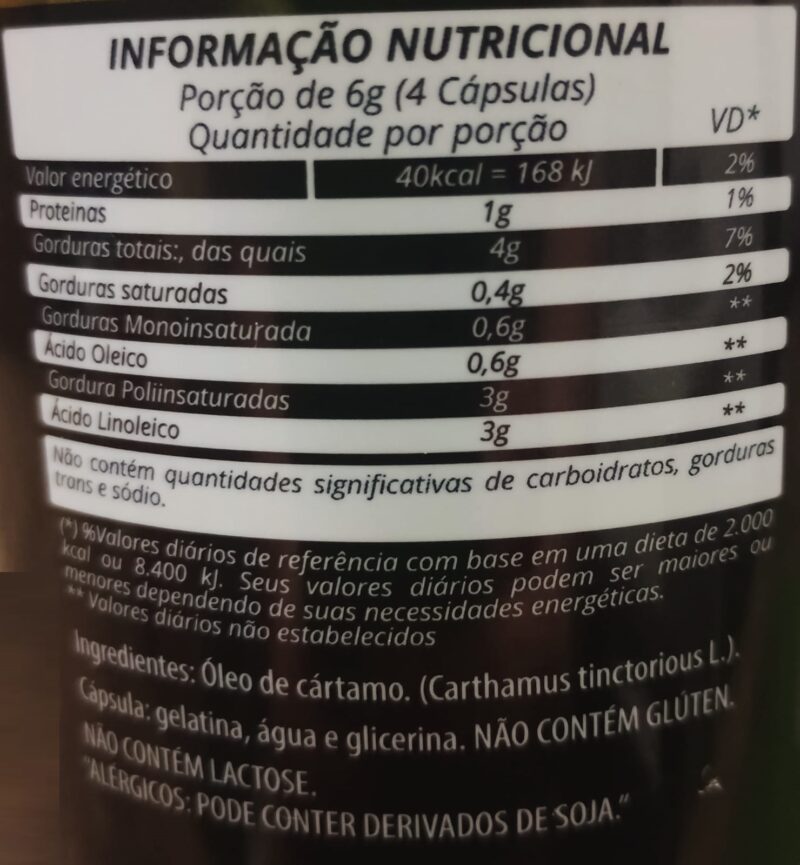 INFORMAÇÃO NUTRICIONAL
Porção de 6g (4 Cápsulas)
Quantidade por porção VD*
Valor energético 40kcal = 168 kJ 2%
Proteinas 1g 1%
Gorduras totais:, das quais 4g 7%
Gorduras saturadas 0,4g 2%
Gorduras Monoinsaturada 0,6g **
Ácido Oleico 0,6g **
Gordura Poliinsaturadas 3g **
Ácido Linoleico 3g **
Não contém quantidades significativas de carboidratos, gorduras
trans e sódio.
(*) %Valores diários de referência com base em uma dieta de 2.000
kcal ou 8.400 kJ. Seus valores diários podem ser maiores ou
menores dependendo de suas necessidades energéticas.
** Valores diários não estabelecidos
Ingredientes: Óleo de cártamo. (Carthamus tinctorious L.).
Cápsula: gelatina, água e glicerina. NÃO CONTÉM GLÚTEN.
NÃO CONTÉM LACTOSE.
"ALÉRGICOS: PODE CONTER DERIVADOS DE SOJA."